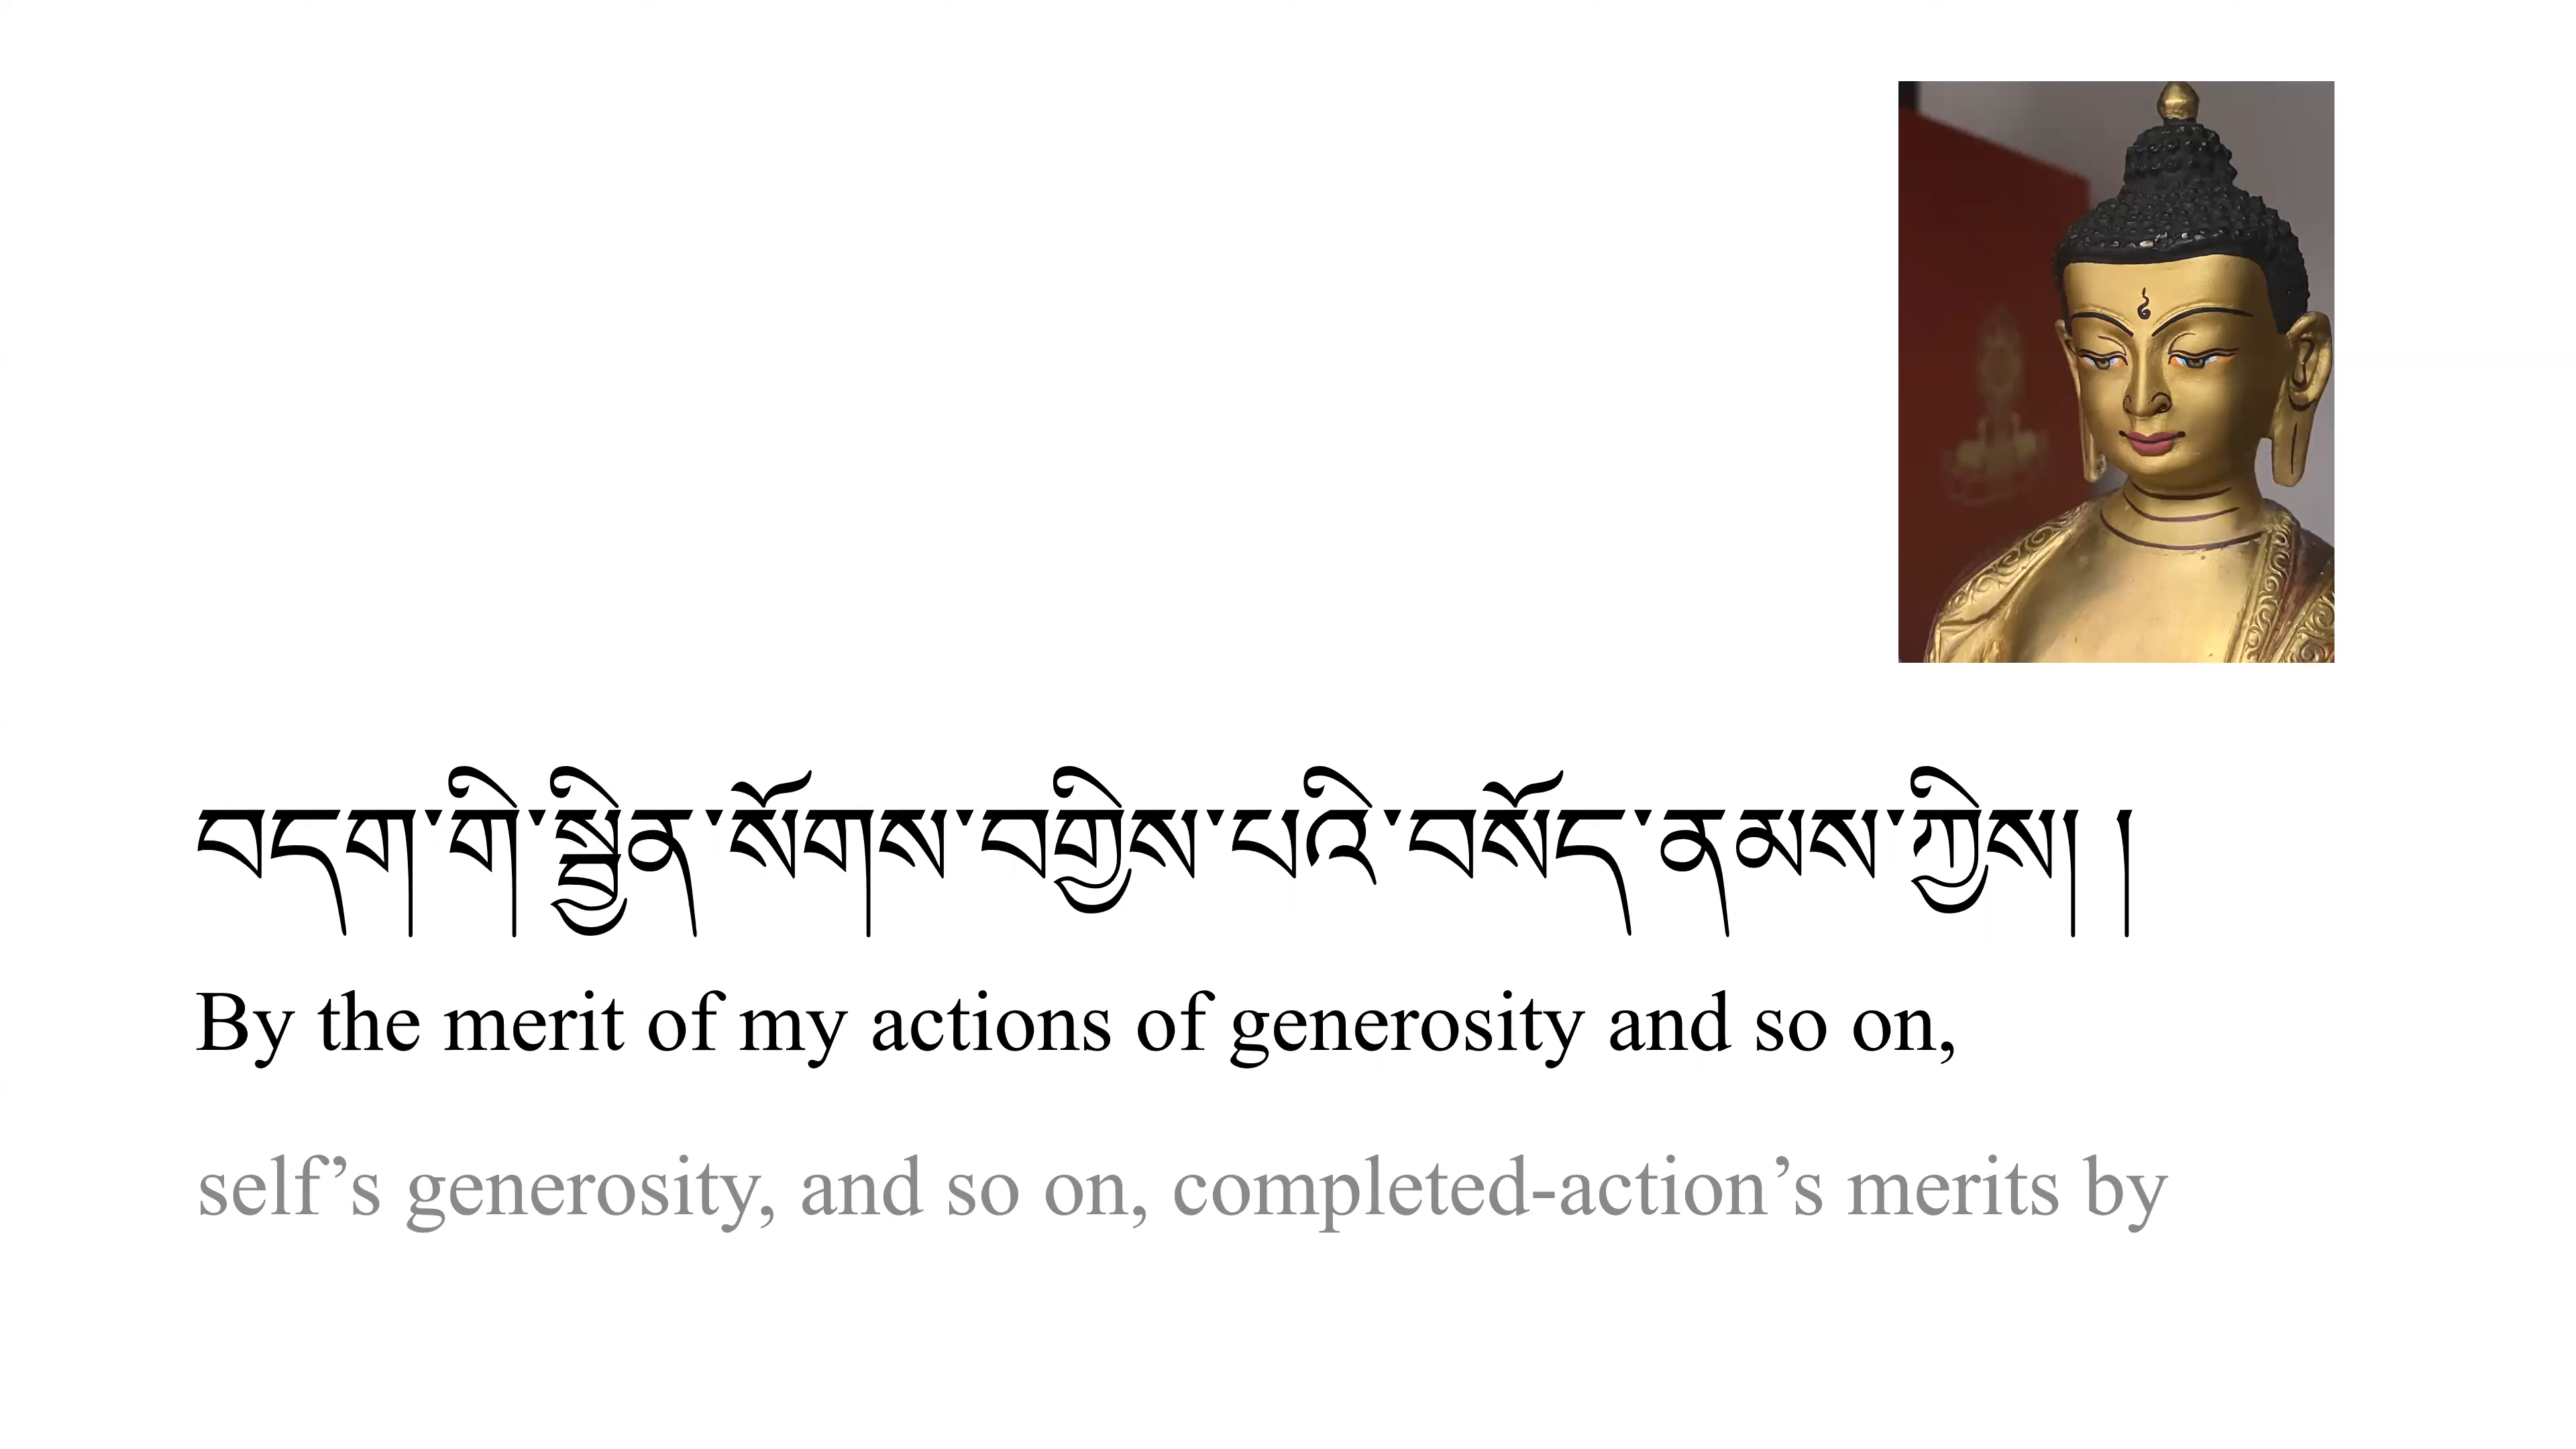 བདག་གི་སྦྱིན་སོགས་བགྱིས་པའི་བསོད་ནམས་ཀྱིས། །
By the merit of my actions of generosity and so on,
self’s generosity, and so on, completed-action’s merits by